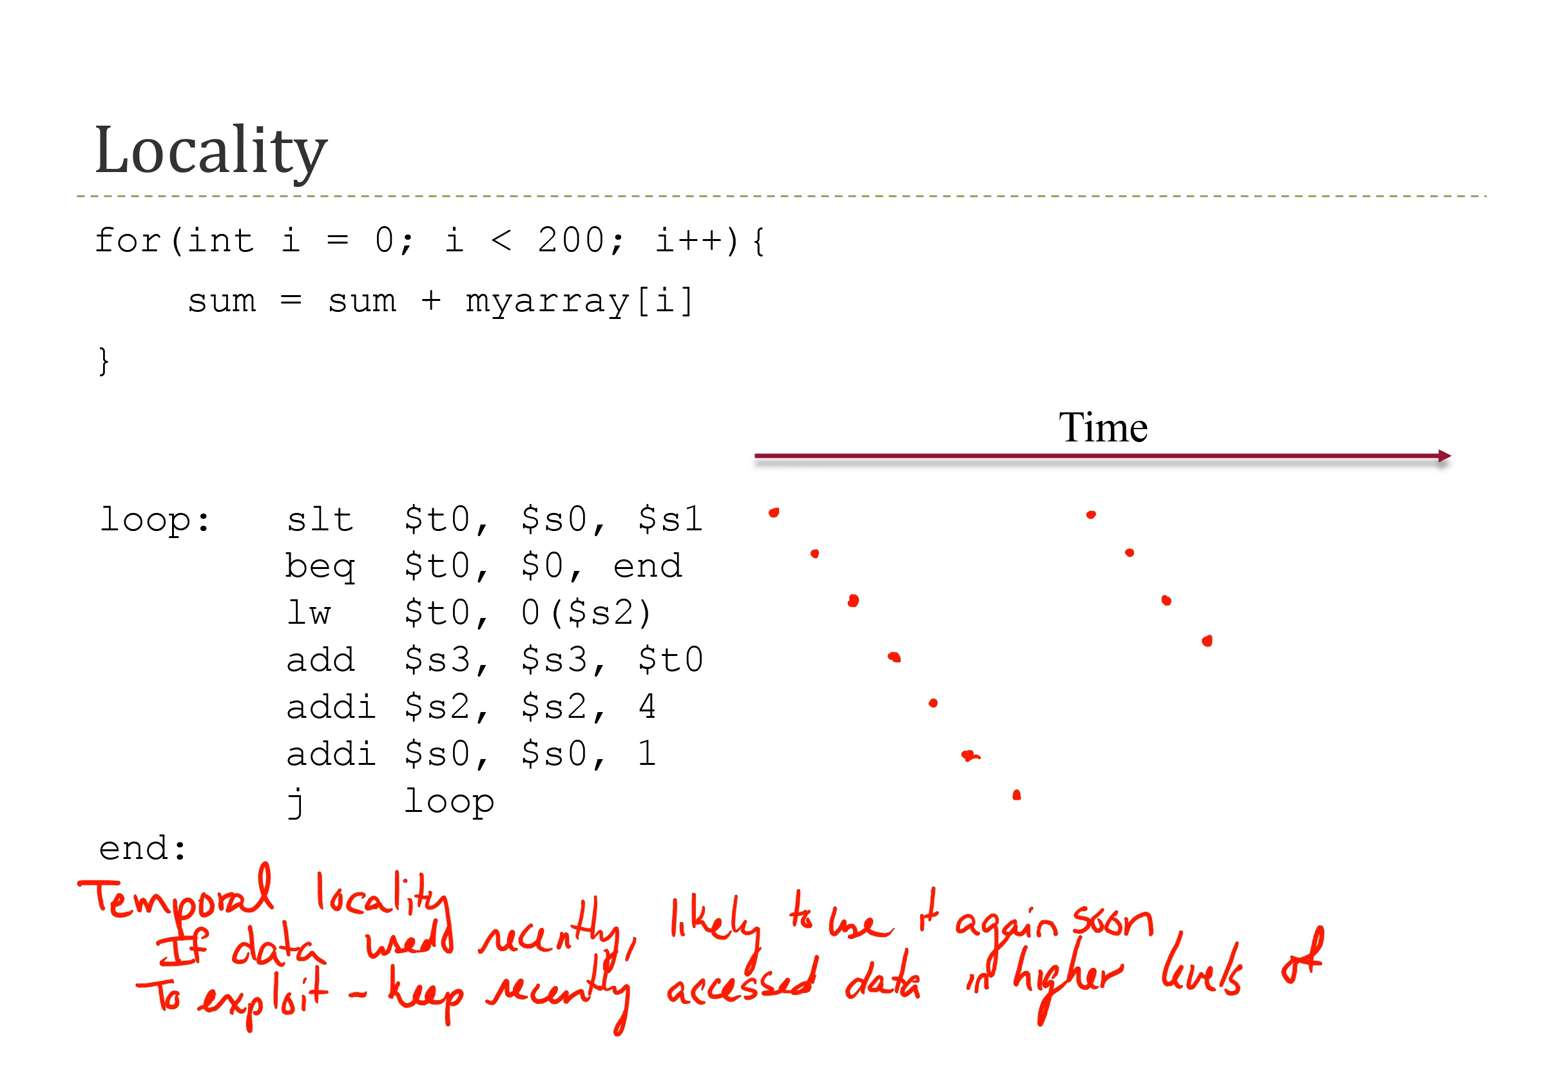 Locality
for(int i = 0; i < 200; i++){
sum = sum + myarray[i]
}
Time
loop: slt $t0, $s0, $s1
beq $t0, $0, end
lw $t0, 0($s2)
add $s3, $s3, $t0
addi $s2, $s2, 4
addi $s0, $s0, 1
j loop
end:
Temporal locality
If data used recently, likely to use it again soon
To exploit - keep recently accessed data in higher levels of